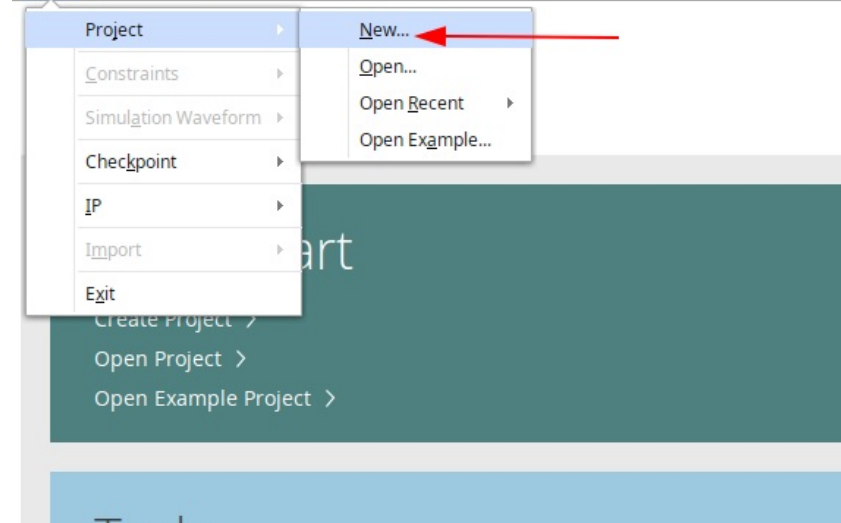 Project
Constraints
Simulation Waveform
Checkpoint
IP
Import
Exit
New...
Open...
Open Recent
Open Example...
art
Create Project >
Open Project >
Open Example Project >